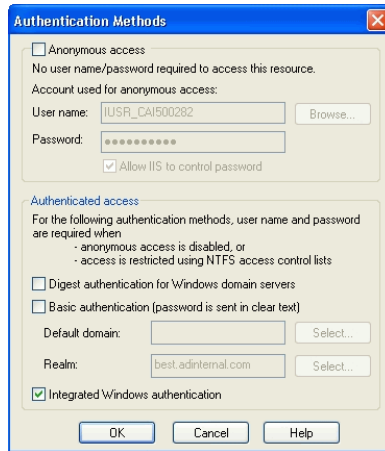 Authentication Methods
Anonymous access
No user name/password required to access this resource.
Account used for anonymous access:
User name: IUSR_CAI500282 Browse...
Password: ●●●●●●●●●●
Allow IIS to control password
Authenticated access
For the following authentication methods, user name and password
are required when
- anonymous access is disabled, or
- access is restricted using NTFS access control lists
Digest authentication for Windows domain servers
Basic authentication (password is sent in clear text)
Default domain: Select...
Realm: best.adinternal.com Select...
Integrated Windows authentication
OK Cancel Help